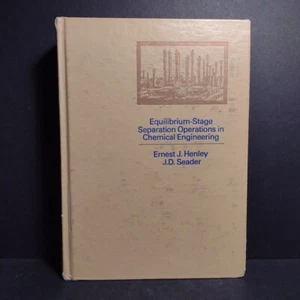 Equilibrium-Stage
Separation Operations in
Chemical Engineering
Ernest J. Henley
J.D. Seader